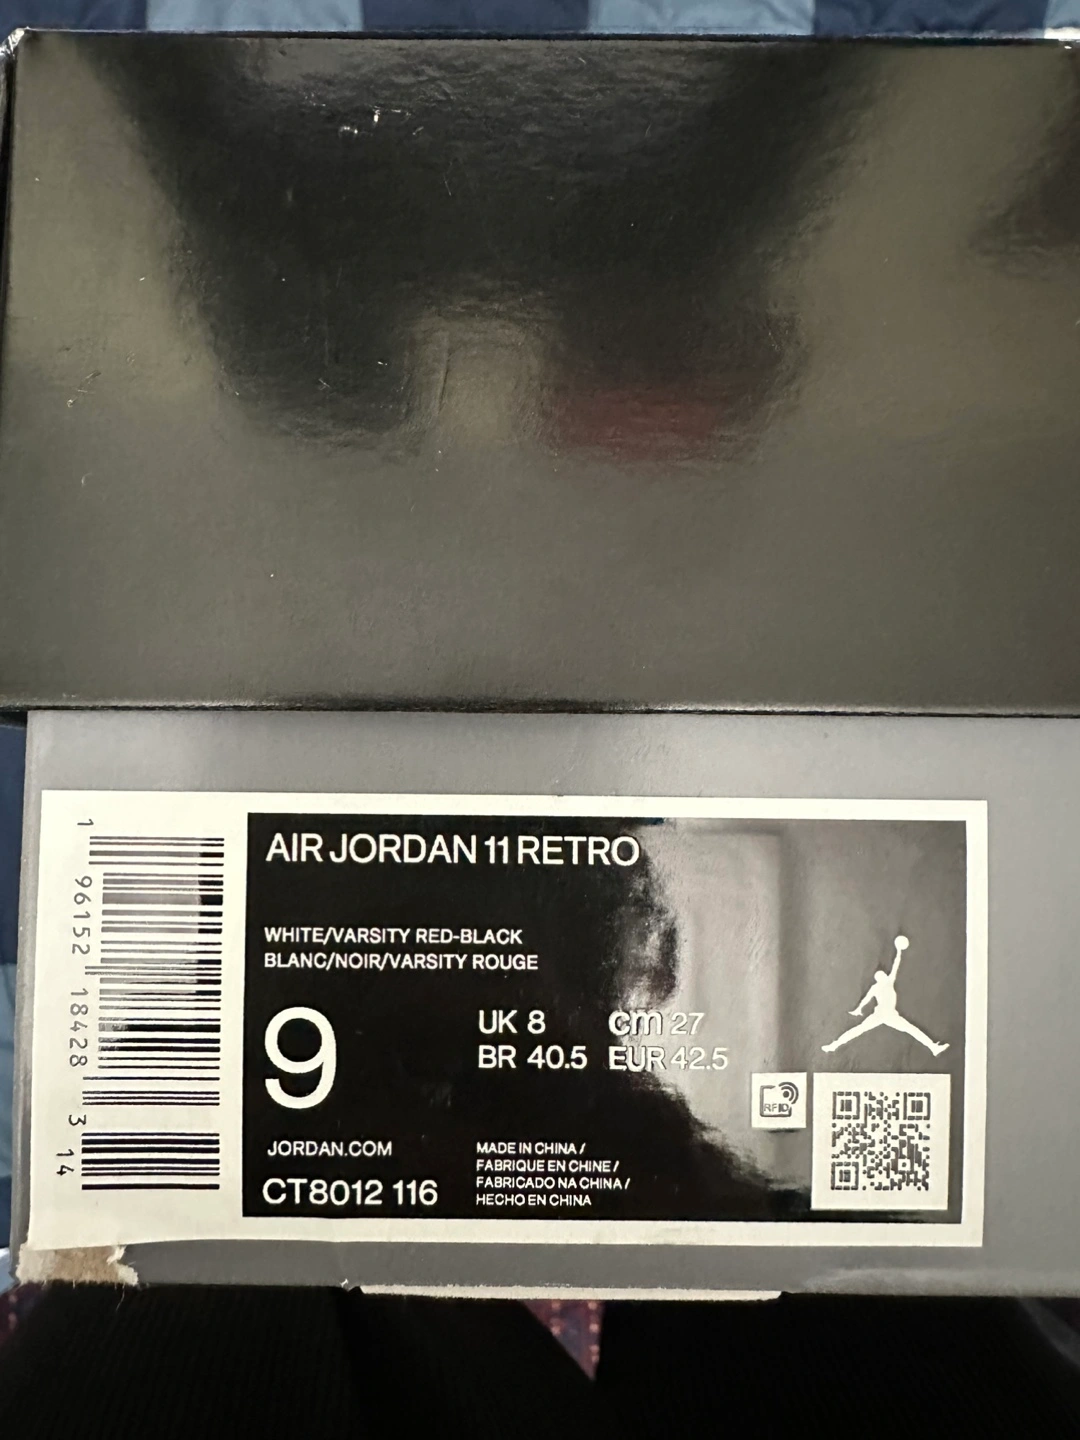 AIR JORDAN 11 RETRO
WHITE/VARSITY RED-BLACK
BLANC/NOIR/VARSITY ROUGE
9
UK 8 cm 27
BR 40.5 EUR 42.5
RFID
JORDAN.COM
CT8012 116
MADE IN CHINA /
FABRIQUE EN CHINE /
FABRICADO NA CHINA /
HECHO EN CHINA
1 96152 18428 3 14